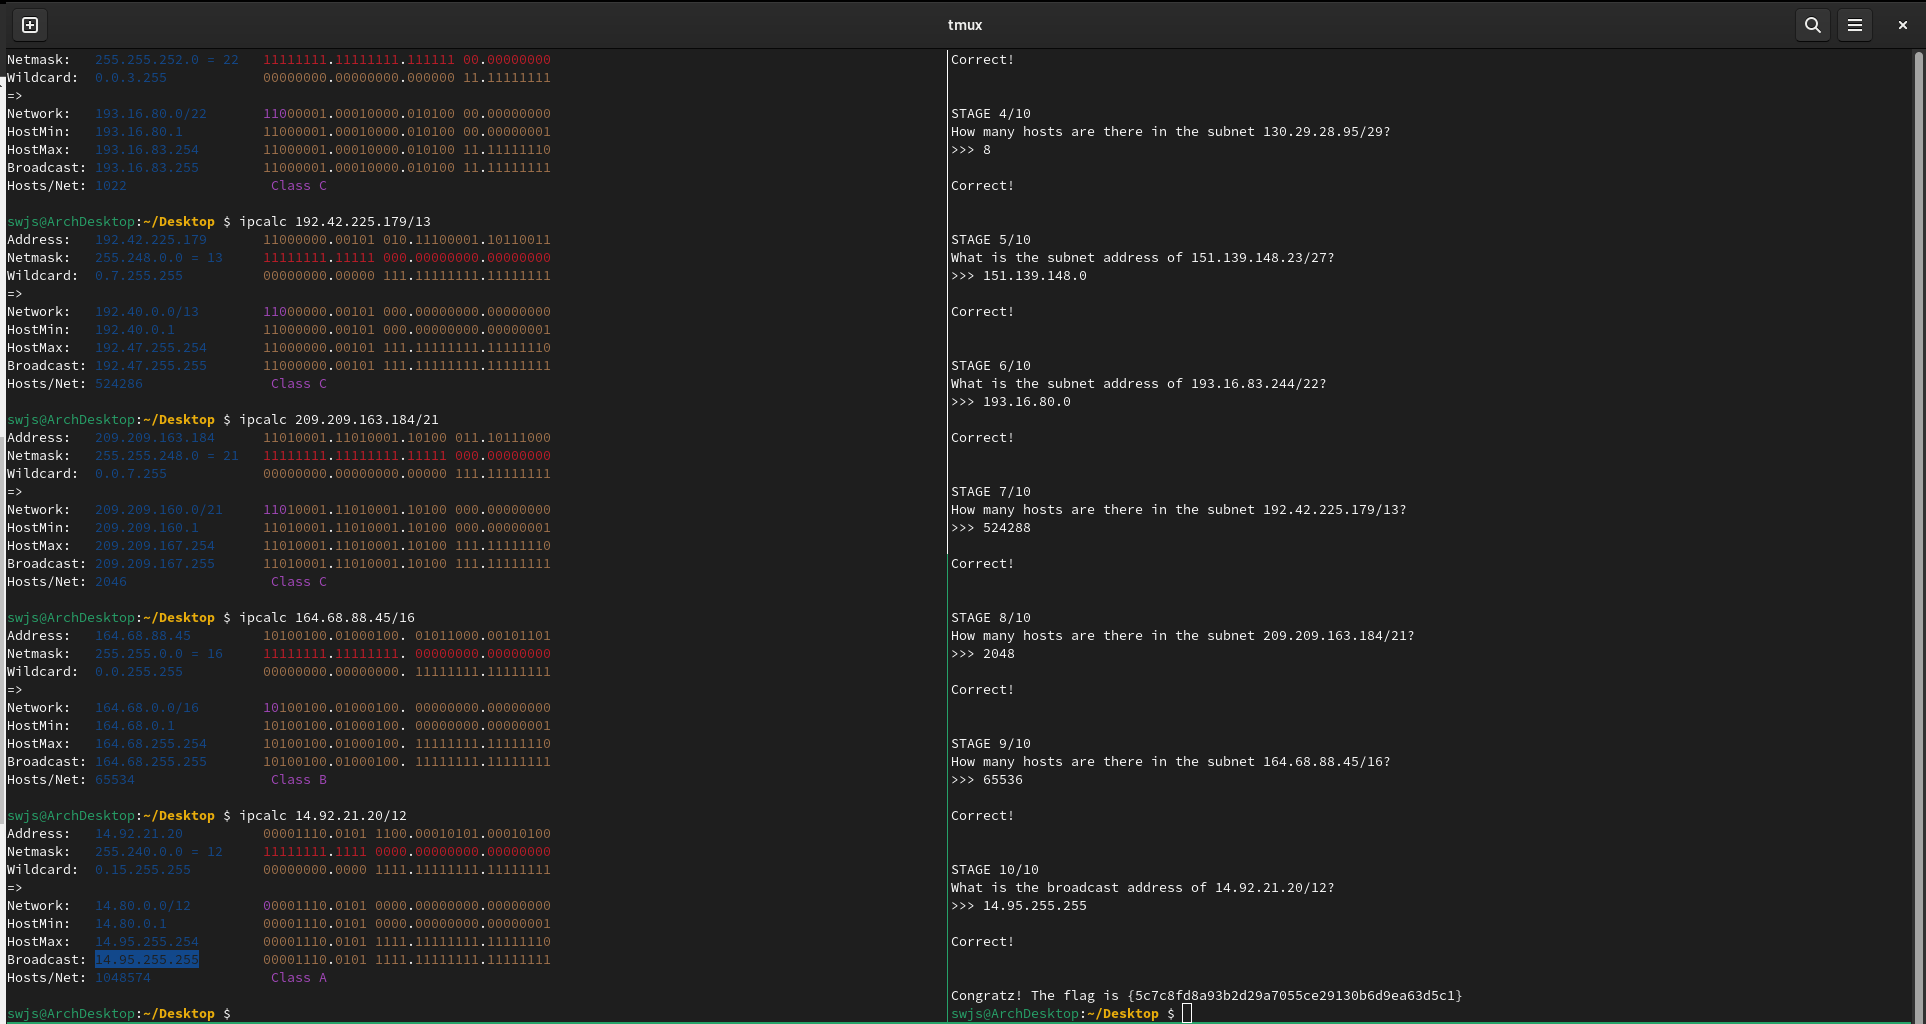 tmux
Netmask:   255.255.252.0 = 22   11111111.11111111.111111 00.00000000
Wildcard:  0.0.3.255            00000000.00000000.000000 11.11111111
=>
Network:   193.16.80.0/22       11000001.00010000.010100 00.00000000
HostMin:   193.16.80.1          11000001.00010000.010100 00.00000001
HostMax:   193.16.83.254        11000001.00010000.010100 11.11111110
Broadcast: 193.16.83.255        11000001.00010000.010100 11.11111111
Hosts/Net: 1022                  Class C
swjs@ArchDesktop:~/Desktop $ ipcalc 192.42.225.179/13
Address:   192.42.225.179       11000000.00101 010.11100001.10110011
Netmask:   255.248.0.0 = 13     11111111.11111 000.00000000.00000000
Wildcard:  0.7.255.255          00000000.00000 111.11111111.11111111
=>
Network:   192.40.0.0/13        11000000.00101 000.00000000.00000000
HostMin:   192.40.0.1           11000000.00101 000.00000000.00000001
HostMax:   192.47.255.254       11000000.00101 111.11111111.11111110
Broadcast: 192.47.255.255       11000000.00101 111.11111111.11111111
Hosts/Net: 524286                Class C
swjs@ArchDesktop:~/Desktop $ ipcalc 209.209.163.184/21
Address:   209.209.163.184      11010001.11010001.10100 011.10111000
Netmask:   255.255.248.0 = 21   11111111.11111111.11111 000.00000000
Wildcard:  0.0.7.255            00000000.00000000.00000 111.11111111
=>
Network:   209.209.160.0/21     11010001.11010001.10100 000.00000000
HostMin:   209.209.160.1        11010001.11010001.10100 000.00000001
HostMax:   209.209.167.254      11010001.11010001.10100 111.11111110
Broadcast: 209.209.167.255      11010001.11010001.10100 111.11111111
Hosts/Net: 2046                  Class C
swjs@ArchDesktop:~/Desktop $ ipcalc 164.68.88.45/16
Address:   164.68.88.45         10100100.01000100. 01011000.00101101
Netmask:   255.255.0.0 = 16     11111111.11111111. 00000000.00000000
Wildcard:  0.0.255.255          00000000.00000000. 11111111.11111111
=>
Network:   164.68.0.0/16        10100100.01000100. 00000000.00000000
HostMin:   164.68.0.1           10100100.01000100. 00000000.00000001
HostMax:   164.68.255.254       10100100.01000100. 11111111.11111110
Broadcast: 164.68.255.255       10100100.01000100. 11111111.11111111
Hosts/Net: 65534                 Class B
swjs@ArchDesktop:~/Desktop $ ipcalc 14.92.21.20/12
Address:   14.92.21.20          00001110.0101 1100.00010101.00010100
Netmask:   255.240.0.0 = 12     11111111.1111 0000.00000000.00000000
Wildcard:  0.15.255.255         00000000.0000 1111.11111111.11111111
=>
Network:   14.80.0.0/12         00001110.0101 0000.00000000.00000000
HostMin:   14.80.0.1            00001110.0101 0000.00000000.00000001
HostMax:   14.95.255.254        00001110.0101 1111.11111111.11111110
Broadcast: 14.95.255.255        00001110.0101 1111.11111111.11111111
Hosts/Net: 1048574               Class A
swjs@ArchDesktop:~/Desktop $
Correct!
STAGE 4/10
How many hosts are there in the subnet 130.29.28.95/29?
>>> 8
Correct!
STAGE 5/10
What is the subnet address of 151.139.148.23/27?
>>> 151.139.148.0
Correct!
STAGE 6/10
What is the subnet address of 193.16.83.244/22?
>>> 193.16.80.0
Correct!
STAGE 7/10
How many hosts are there in the subnet 192.42.225.179/13?
>>> 524288
Correct!
STAGE 8/10
How many hosts are there in the subnet 209.209.163.184/21?
>>> 2048
Correct!
STAGE 9/10
How many hosts are there in the subnet 164.68.88.45/16?
>>> 65536
Correct!
STAGE 10/10
What is the broadcast address of 14.92.21.20/12?
>>> 14.95.255.255
Correct!
Congratz! The flag is {5c7c8fd8a93b2d29a7055ce29130b6d9ea63d5c1}
swjs@ArchDesktop:~/Desktop $